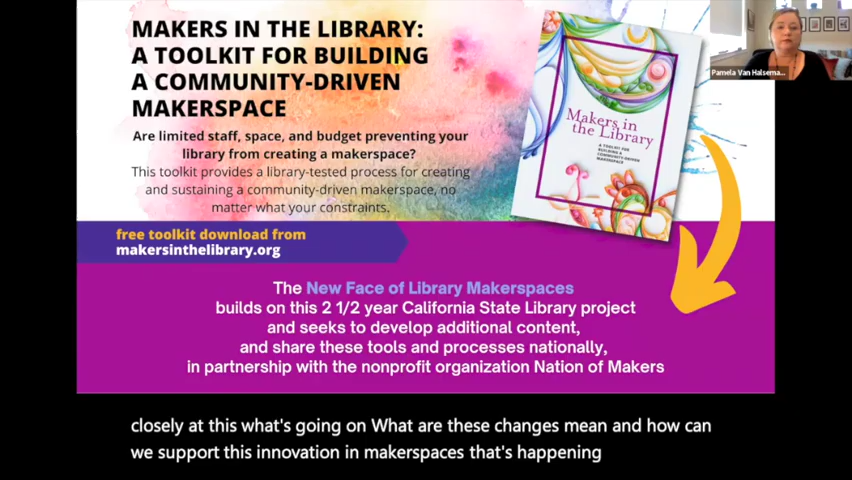 MAKERS IN THE LIBRARY:
A TOOLKIT FOR BUILDING
A COMMUNITY-DRIVEN
MAKERSPACE
Are limited staff, space, and budget preventing your
library from creating a makerspace?
This toolkit provides a library-tested process for creating
and sustaining a community-driven makerspace, no
matter what your constraints.
Makers in
the Library
A TOOLKIT FOR
BUILDING A
COMMUNITY-DRIVEN
MAKERSPACE
Pamela Van Halsema...
free toolkit download from
makersinthelibrary.org
The New Face of Library Makerspaces
builds on this 2 1/2 year California State Library project
and seeks to develop additional content,
and share these tools and processes nationally,
in partnership with the nonprofit organization Nation of Makers
closely at this what's going on What are these changes mean and how can
we support this innovation in makerspaces that's happening